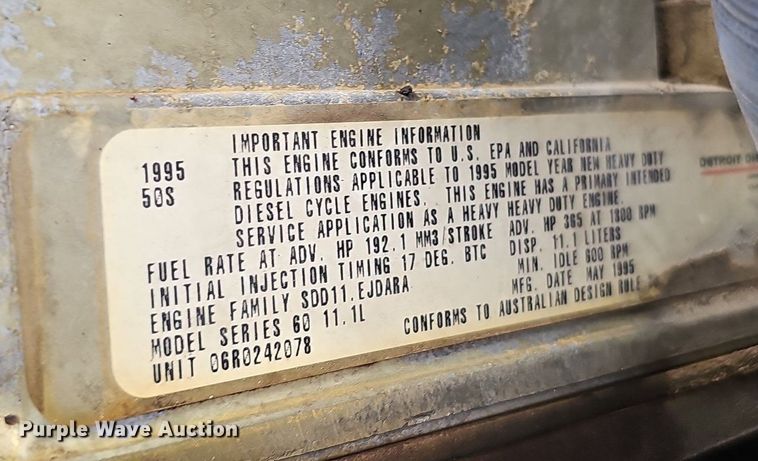 IMPORTANT ENGINE INFORMATION
1995 THIS ENGINE CONFORMS TO U.S. EPA AND CALIFORNIA
50S REGULATIONS APPLICABLE TO 1995 MODEL YEAR NEW HEAVY DUTY
DIESEL CYCLE ENGINES. THIS ENGINE HAS A PRIMARY INTENDED
SERVICE APPLICATION AS A HEAVY HEAVY DUTY ENGINE.
FUEL RATE AT ADV. HP 192.1 MM3/STROKE ADV. HP 365 AT 1800 RPM
INITIAL INJECTION TIMING 17 DEG. BTC DISP. 11.1 LITERS
ENGINE FAMILY SDD11.EJDARA MIN. IDLE 600 RPM
MODEL SERIES 60 11.1L MFG. DATE MAY 1995
UNIT 06R0242078 CONFORMS TO AUSTRALIAN DESIGN RULE
DETROIT
Purple Wave Auction